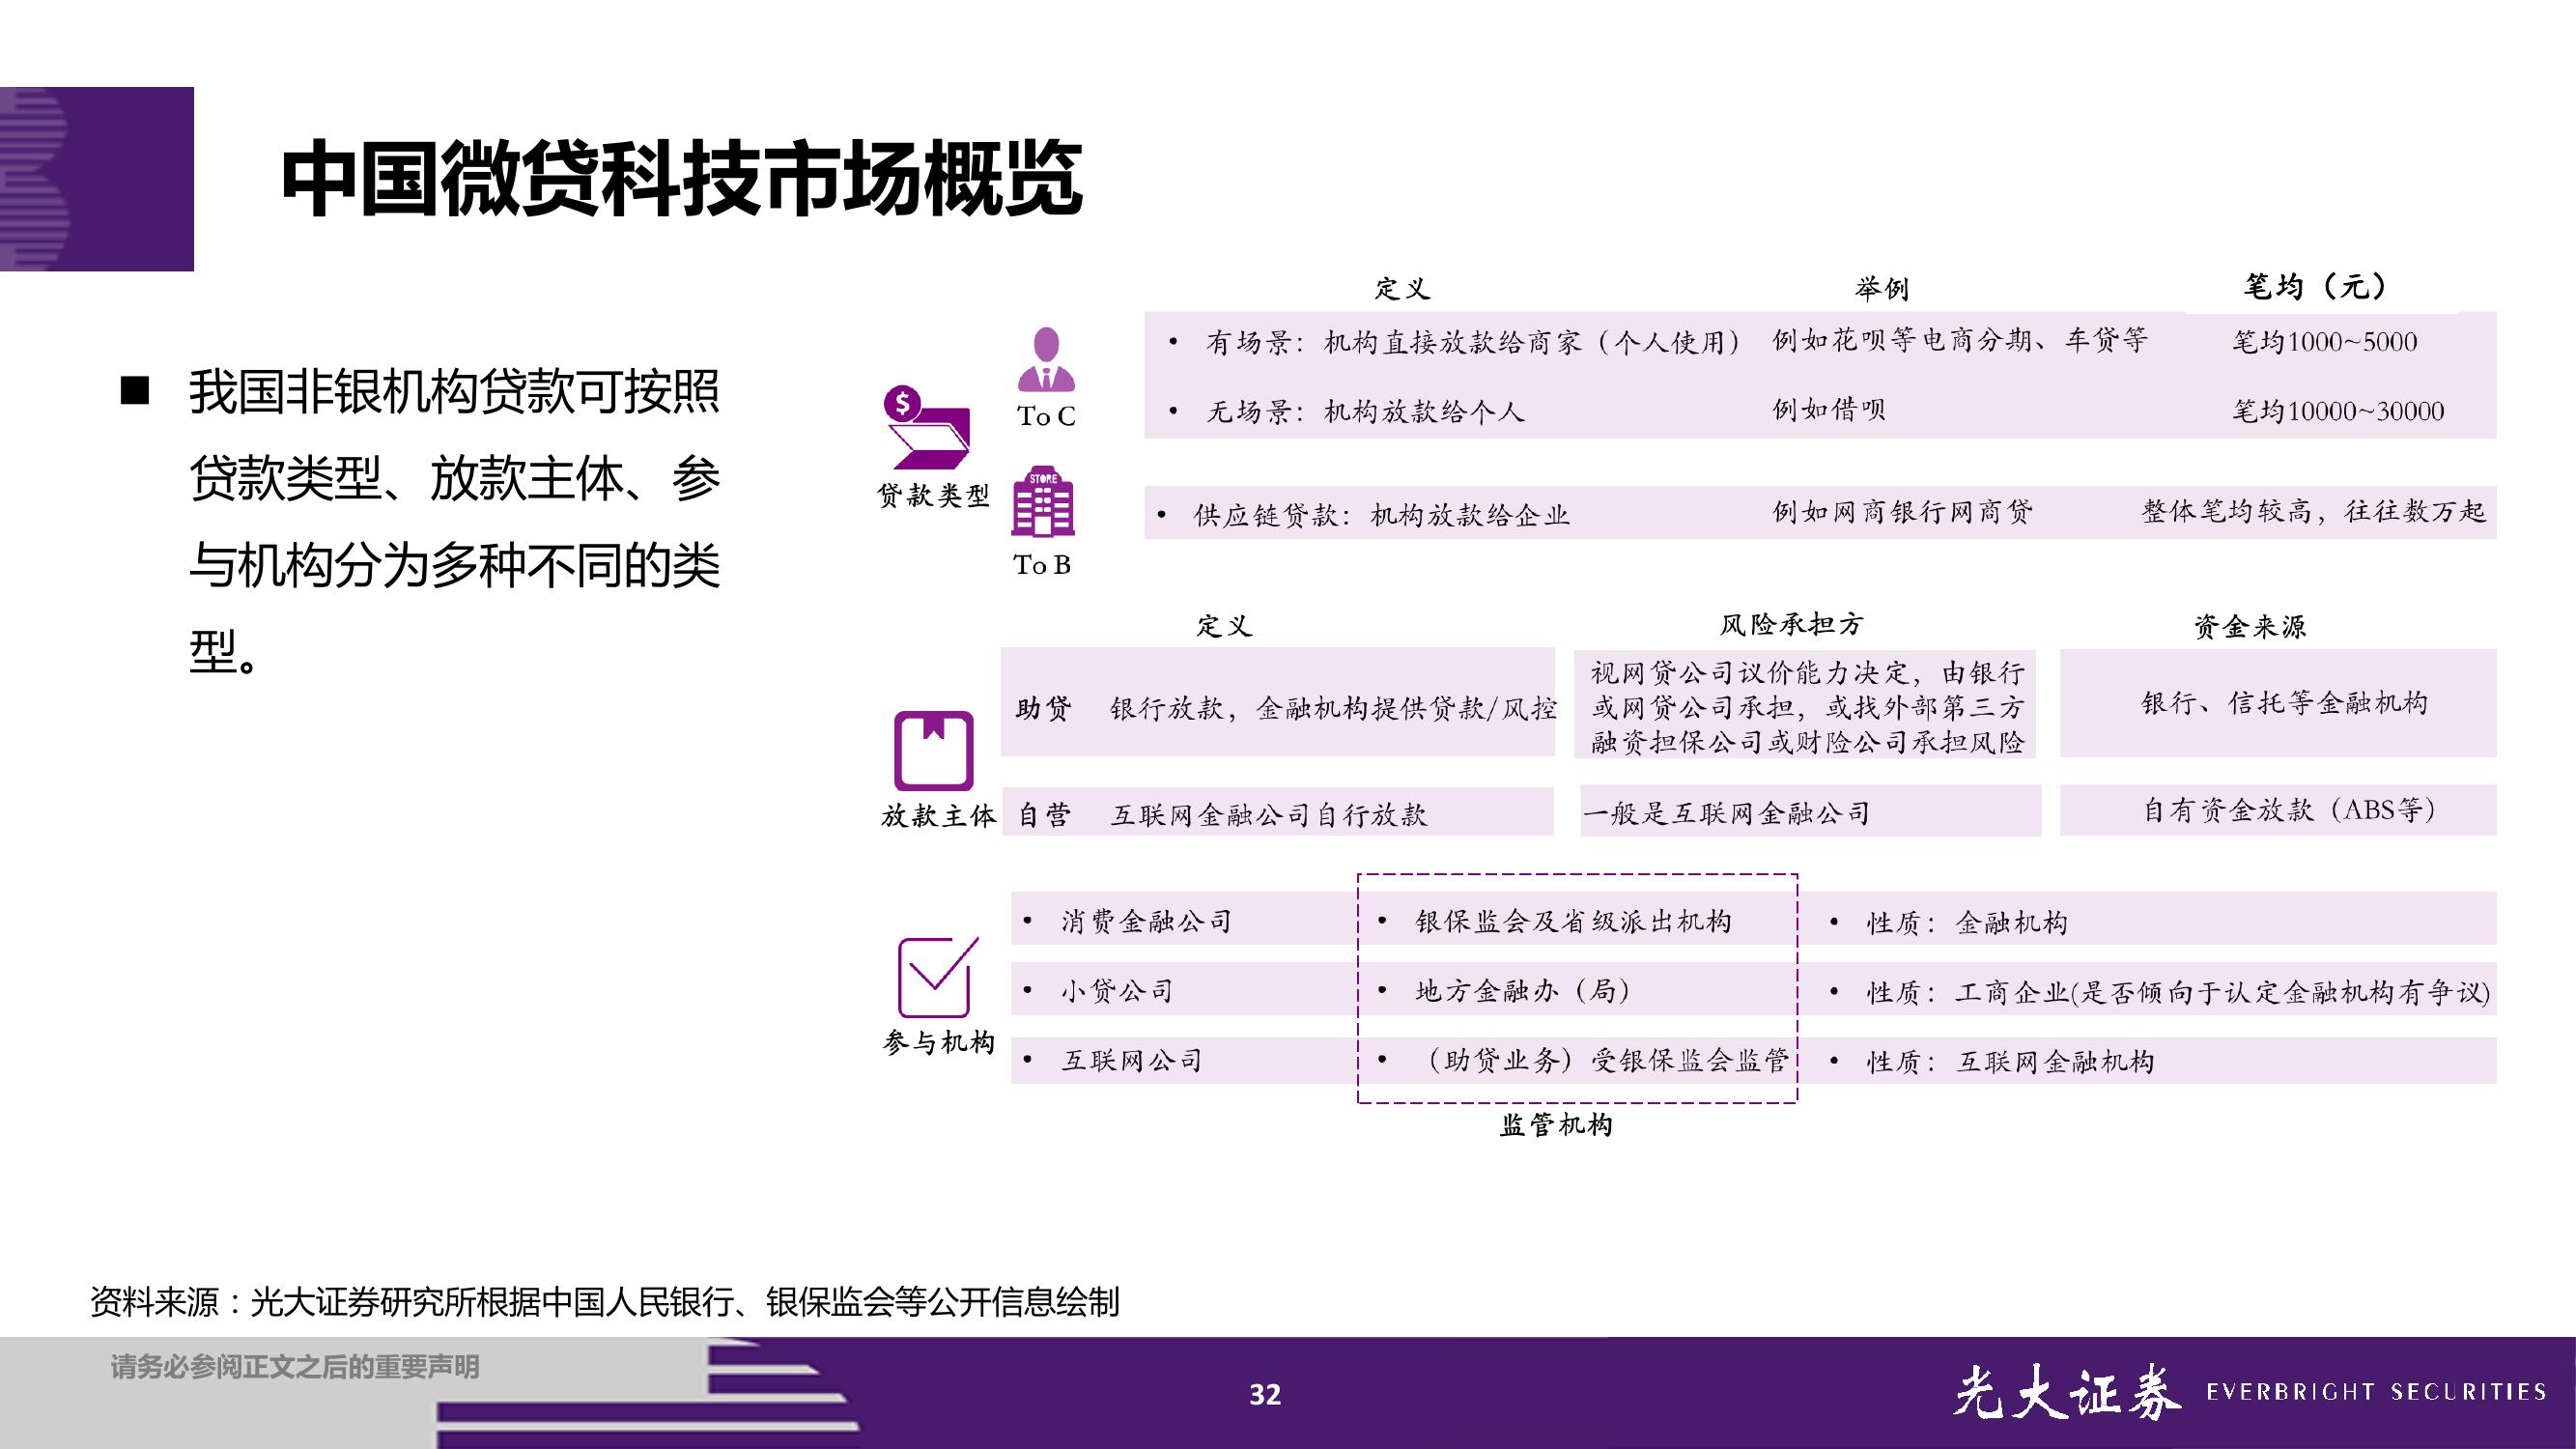 中国微贷科技市场概览
■ 我国非银机构贷款可按照
贷款类型、放款主体、参
与机构分为多种不同的类
型。
定义 举例 笔均（元）
• 有场景：机构直接放款给商家（个人使用） 例如花呗等电商分期、车贷等 笔均1000~5000
To C
• 无场景：机构放款给个人 例如借呗 笔均10000~30000
$
贷款类型
STORE
• 供应链贷款：机构放款给企业 例如网商银行网商贷 整体笔均较高，往往数万起
To B
定义 风险承担方 资金来源
助贷 银行放款，金融机构提供贷款/风控
视网贷公司议价能力决定，由银行
或网贷公司承担，或找外部第三方
融资担保公司或财险公司承担风险
银行、信托等金融机构
放款主体
自营 互联网金融公司自行放款 一般是互联网金融公司 自有资金放款（ABS等）
• 消费金融公司 • 银保监会及省级派出机构 • 性质：金融机构
• 小贷公司 • 地方金融办（局） • 性质：工商企业(是否倾向于认定金融机构有争议)
参与机构
• 互联网公司 • （助贷业务）受银保监会监管 • 性质：互联网金融机构
监管机构
资料来源：光大证券研究所根据中国人民银行、银保监会等公开信息绘制
请务必参阅正文之后的重要声明
32
光大证券 EVERBRIGHT SECURITIES